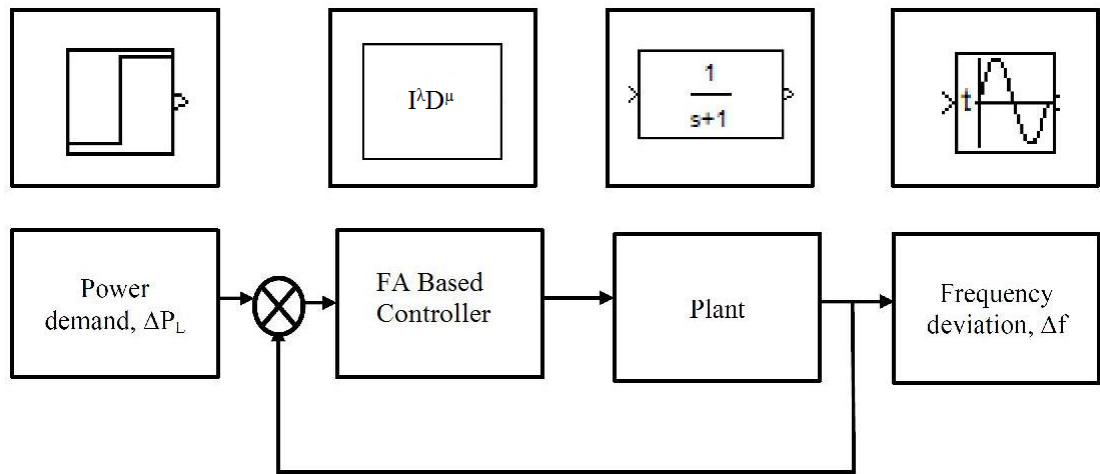 I^λD^μ
1
s+1
t
Power
demand, ΔP_L
FA Based
Controller
Plant
Frequency
deviation, Δf